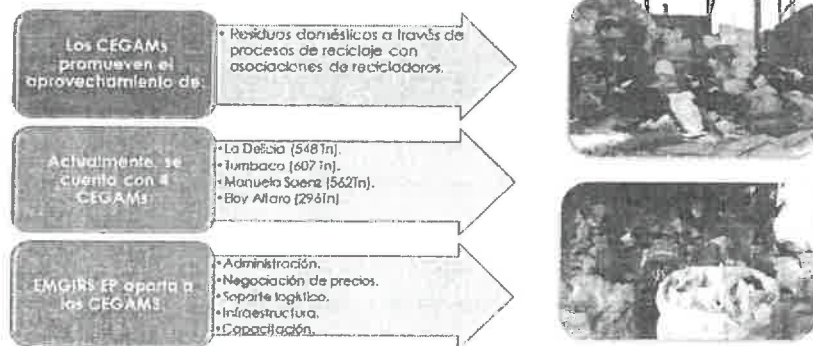 Los CEGAMs
promueven el
aprovechamiento de:
• Residuos domésticos a través de
procesos de reciclaje con
asociaciones de recicladores.
Actualmente, se
cuenta con 4
CEGAMs
• La Delicia (548Tn).
• Tumbaco (607Tn).
• Manuela Saenz (562Tn).
• Eloy Alfaro (296Tn)
EMGIRS EP aporta a
los CEGAMS
• Administración.
• Negociación de precios.
• Soporte logístico.
• Infraestructura.
• Capacitación.